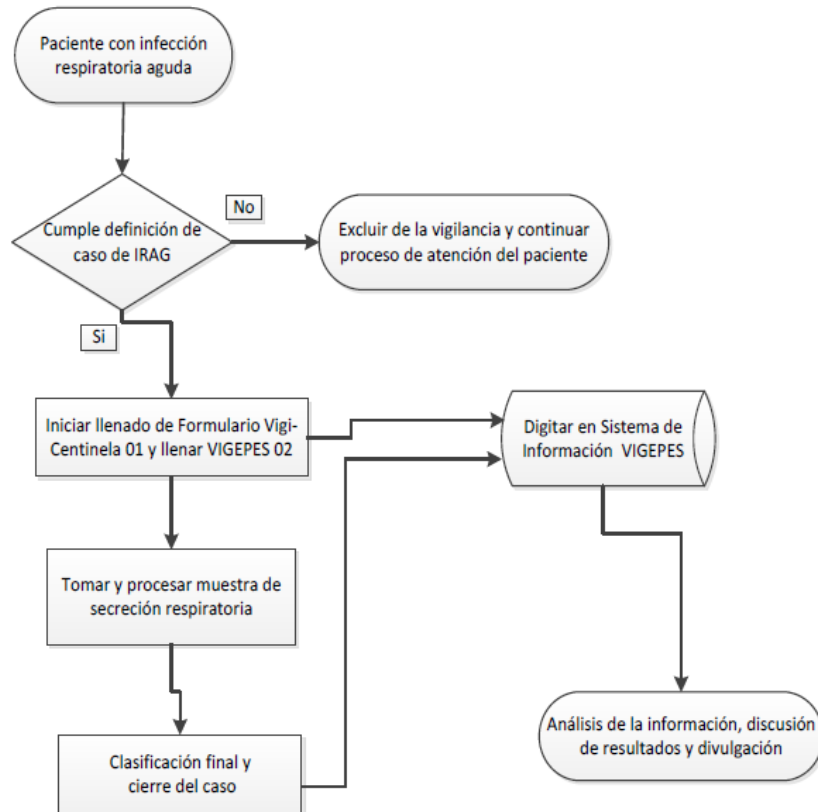 Paciente con infección
respiratoria aguda
Cumple definición de
caso de IRAG
No
Excluir de la vigilancia y continuar
proceso de atención del paciente
Si
Iniciar llenado de Formulario Vigi-
Centinela 01 y llenar VIGEPES 02
Digitar en Sistema de
Información VIGEPES
Tomar y procesar muestra de
secreción respiratoria
Clasificación final y
cierre del caso
Análisis de la información, discusión
de resultados y divulgación